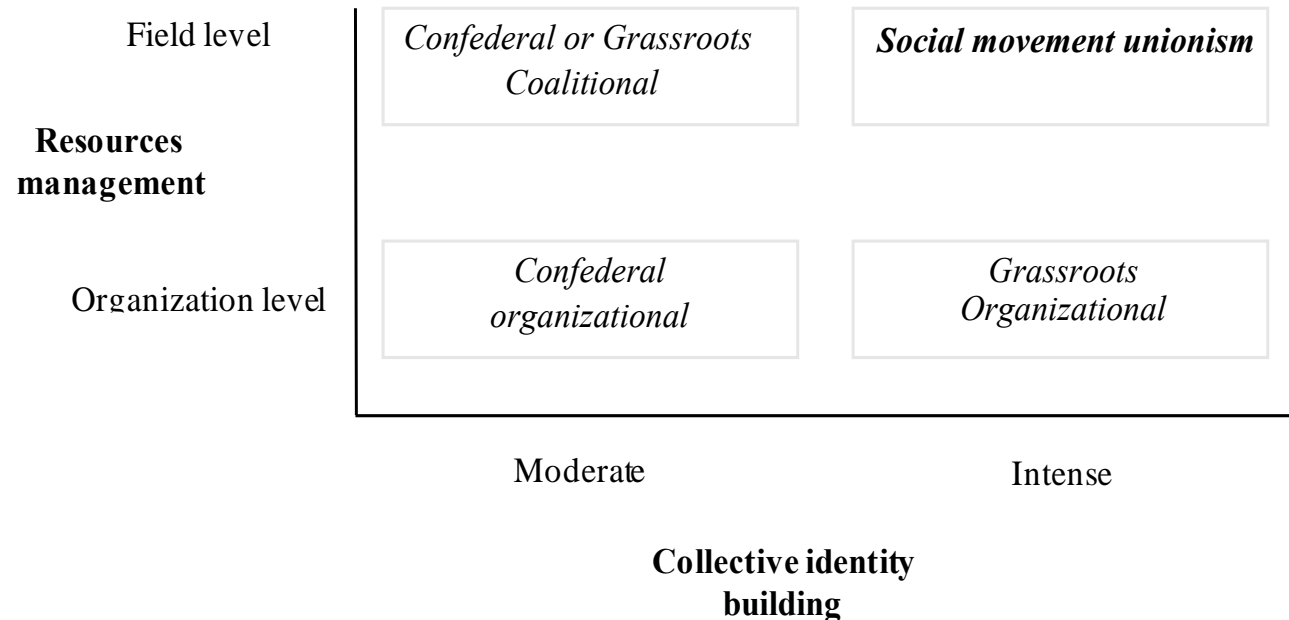 Field level
Confederal or Grassroots
Coalitional
Social movement unionism
Resources
management
Organization level
Confederal
organizational
Grassroots
Organizational
Moderate
Intense
Collective identity
building